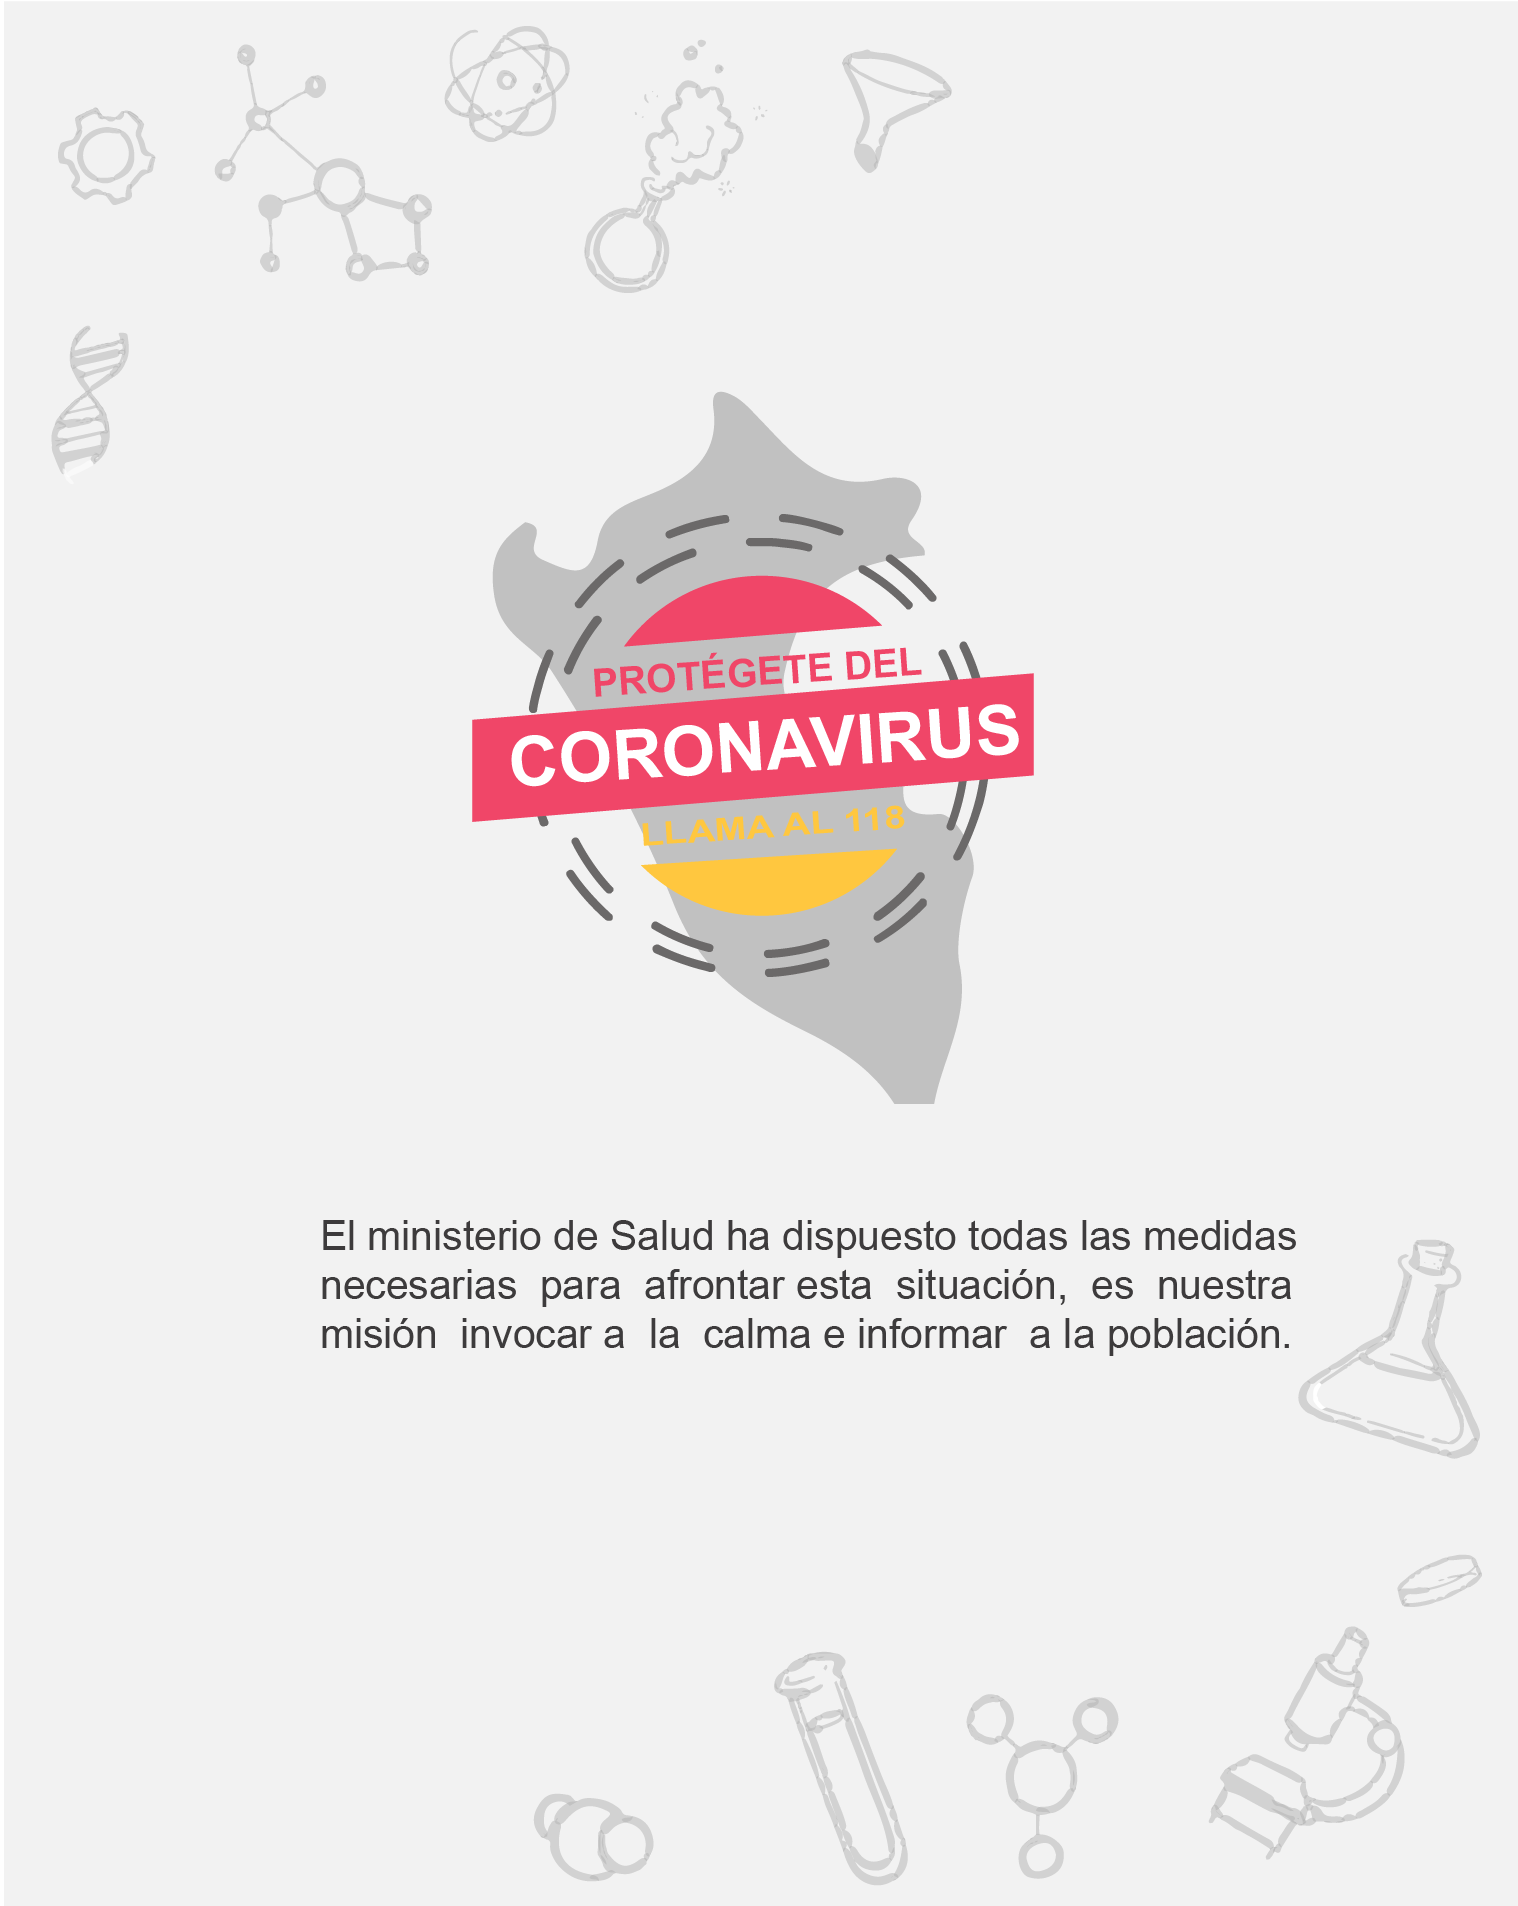 PROTÉGETE DEL
CORONAVIRUS
LLAMA AL 118
El ministerio de Salud ha dispuesto todas las medidas
necesarias para afrontar esta situación, es nuestra
misión invocar a la calma e informar a la población.